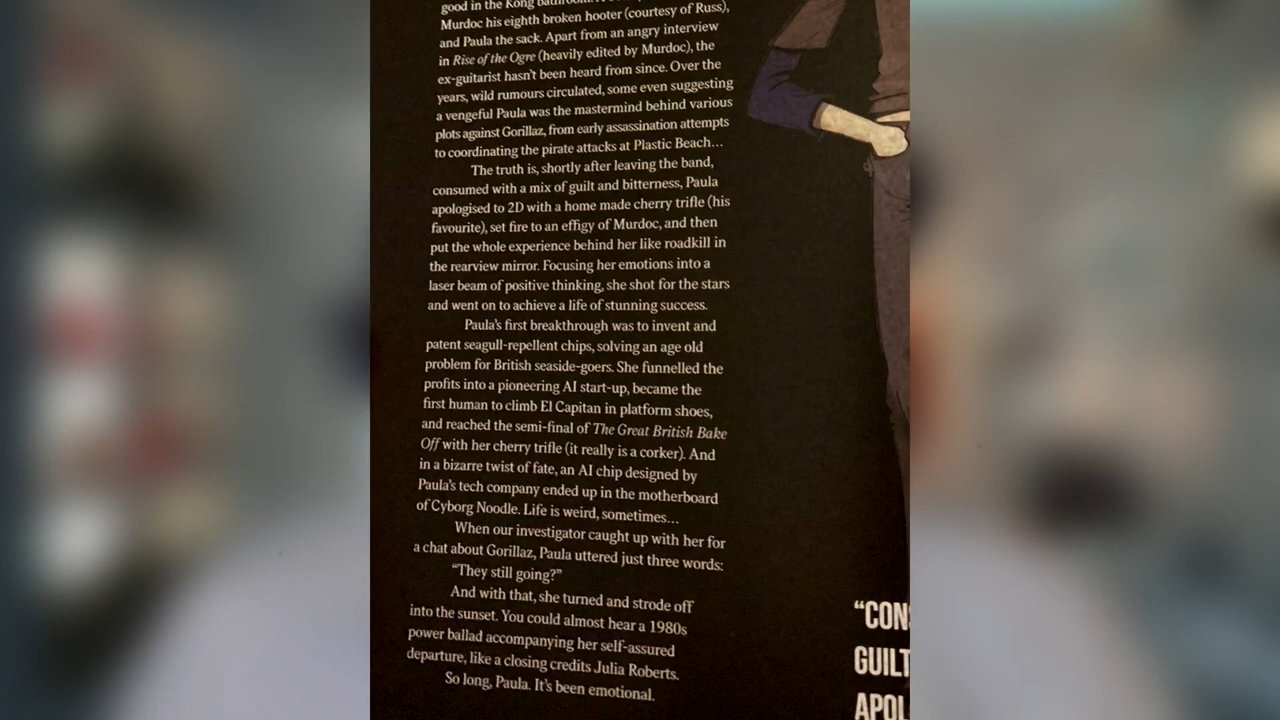 good in the Kong
Murdoc his eighth broken hooter (courtesy of Russ),
and Paula the sack. Apart from an angry interview
in Rise of the Ogre (heavily edited by Murdoc), the
ex-guitarist hasn't been heard from since. Over the
years, wild rumours circulated, some even suggesting
a vengeful Paula was the mastermind behind various
plots against Gorillaz, from early assassination attempts
to coordinating the pirate attacks at Plastic Beach...
The truth is, shortly after leaving the band,
consumed with a mix of guilt and bitterness, Paula
apologised to 2D with a home made cherry trifle (his
favourite), set fire to an effigy of Murdoc, and then
put the whole experience behind her like roadkill in
the rearview mirror. Focusing her emotions into a
laser beam of positive thinking, she shot for the stars
and went on to achieve a life of stunning success.
Paula's first breakthrough was to invent and
patent seagull-repellent chips, solving an age old
problem for British seaside-goers. She funnelled the
profits into a pioneering AI start-up, became the
first human to climb El Capitan in platform shoes,
and reached the semi-final of The Great British Bake
Off with her cherry trifle (it really is a corker). And
in a bizarre twist of fate, an AI chip designed by
Paula's tech company ended up in the motherboard
of Cyborg Noodle. Life is weird, sometimes...
When our investigator caught up with her for
a chat about Gorillaz, Paula uttered just three words:
"They still going?"
And with that, she turned and strode off
into the sunset. You could almost hear a 1980s
power ballad accompanying her self-assured
departure, like a closing credits Julia Roberts.
So long, Paula. It's been emotional.
"CONS
GUILT
APOL